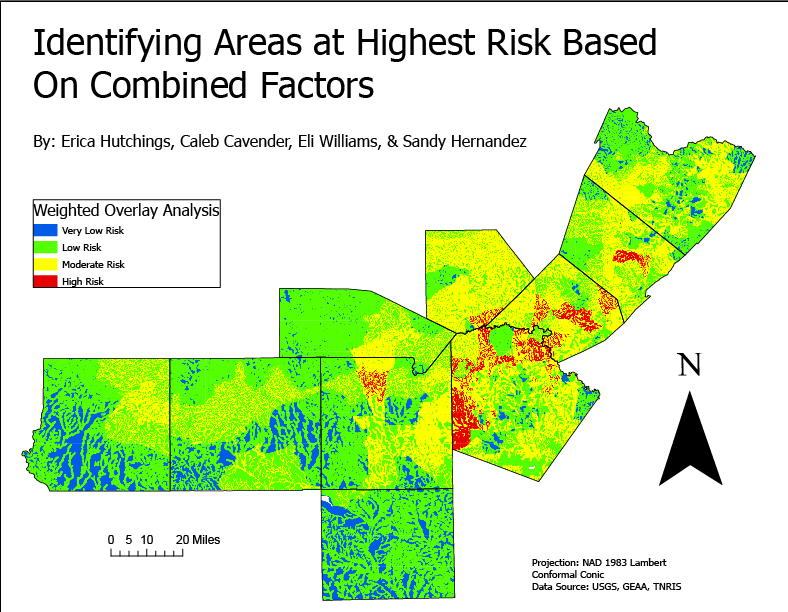 Identifying Areas at Highest Risk Based
On Combined Factors
By: Erica Hutchings, Caleb Cavender, Eli Williams, & Sandy Hernandez
Weighted Overlay Analysis
Very Low Risk
Low Risk
Moderate Risk
High Risk
N
0 5 10 20 Miles
Projection: NAD 1983 Lambert
Conformal Conic
Data Source: USGS, GEAA, TNRIS